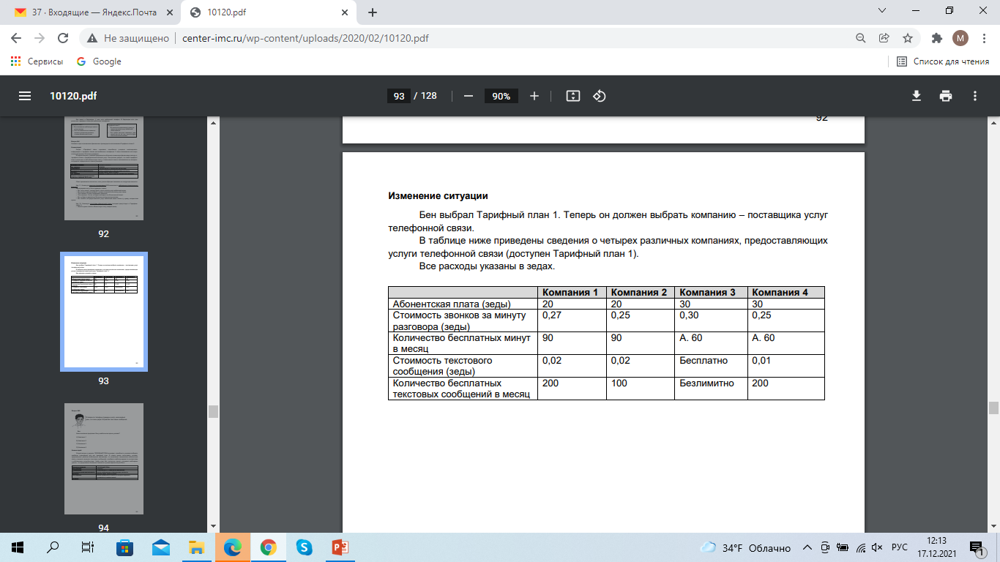 37 · Входящие — Яндекс.Почта
10120.pdf
Не защищено
center-imc.ru/wp-content/uploads/2020/02/10120.pdf
M
Сервисы
Google
Список для чтения
10120.pdf
93 / 128
90%
92
93
94
92
Изменение ситуации
Бен выбрал Тарифный план 1. Теперь он должен выбрать компанию – поставщика услуг
телефонной связи.
В таблице ниже приведены сведения о четырех различных компаниях, предоставляющих
услуги телефонной связи (доступен Тарифный план 1).
Все расходы указаны в зедах.
Компания 1 Компания 2 Компания 3 Компания 4
Абонентская плата (зеды) 20 20 30 30
Стоимость звонков за минуту 0,27 0,25 0,30 0,25
разговора (зеды)
Количество бесплатных минут 90 90 А. 60 А. 60
в месяц
Стоимость текстового 0,02 0,02 Бесплатно 0,01
сообщения (зеды)
Количество бесплатных 200 100 Безлимитно 200
текстовых сообщений в месяц
34°F Облачно
РУС
12:13
17.12.2021
1